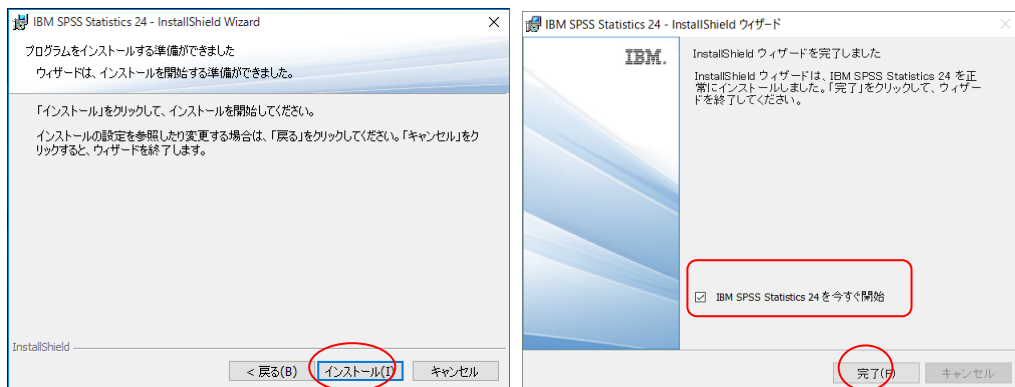 IBM SPSS Statistics 24 - InstallShield Wizard
プログラムをインストールする準備ができました
ウィザードは、インストールを開始する準備ができました。
「インストール」をクリックして、インストールを開始してください。
インストールの設定を参照したり変更する場合は、「戻る」をクリックしてください。「キャンセル」をク
リックすると、ウィザードを終了します。
InstallShield
< 戻る(B)
インストール(I)
キャンセル
IBM SPSS Statistics 24 - InstallShield ウィザード
IBM.
InstallShield ウィザードを完了しました
InstallShield ウィザードは、IBM SPSS Statistics 24 を正
常にインストールしました。「完了」をクリックして、ウィザー
ドを終了してください。
IBM SPSS Statistics 24 を今すぐ開始
完了(F)
キャンセル